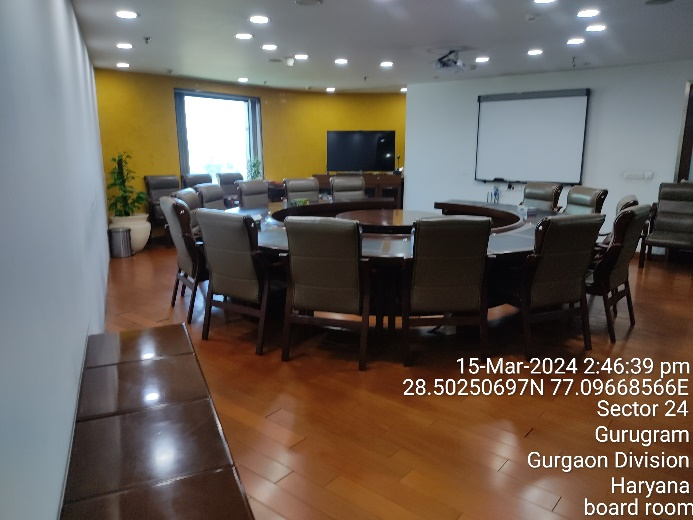 15-Mar-2024 2:46:39 pm
28.50250697N 77.09668566E
Sector 24
Gurugram
Gurgaon Division
Haryana
board room